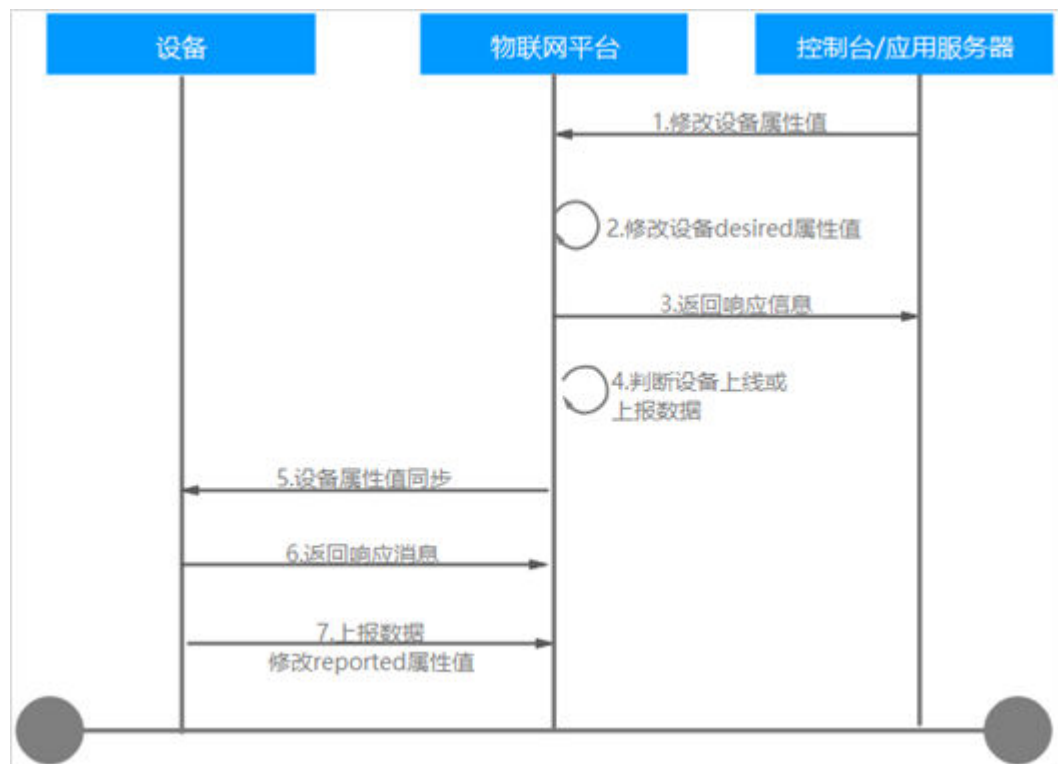 设备
物联网平台
控制台/应用服务器
1.修改设备属性值
2.修改设备desired属性值
3.返回响应信息
4.判断设备上线或
上报数据
5.设备属性值同步
6.返回响应消息
7.上报数据
修改reported属性值